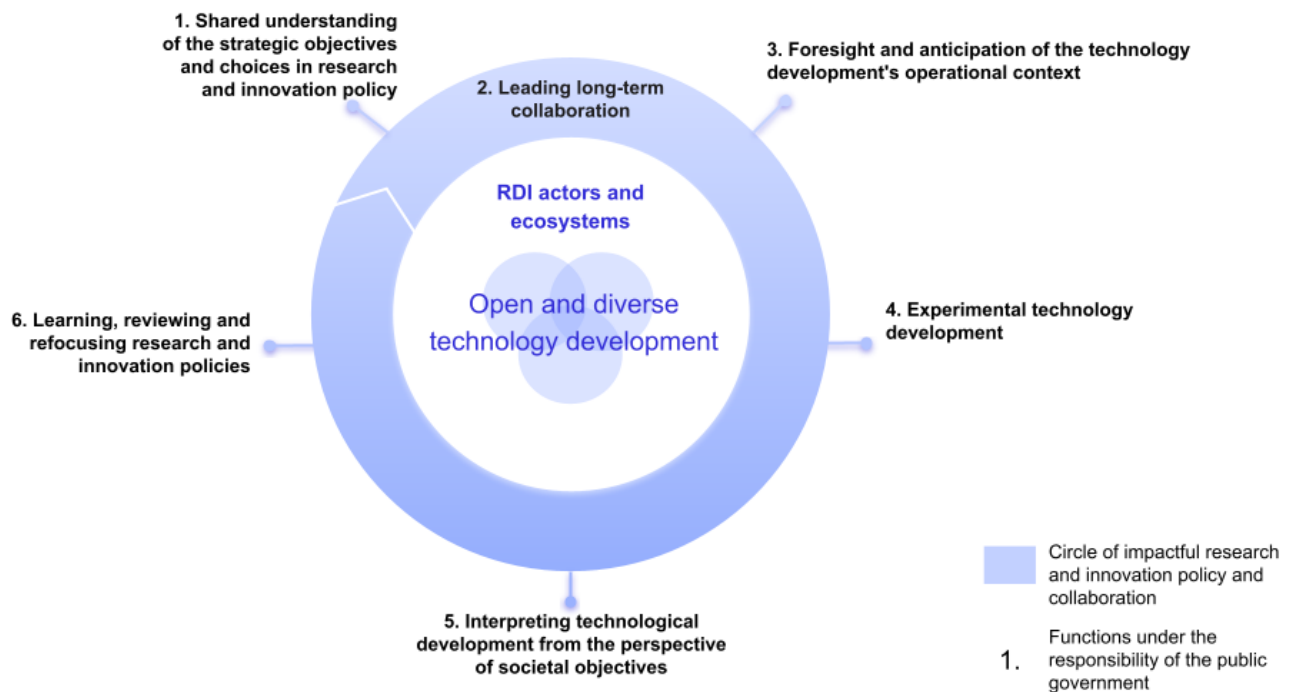 1. Shared understanding
of the strategic objectives
and choices in research
and innovation policy
2. Leading long-term
collaboration
3. Foresight and anticipation of the technology
development's operational context
RDI actors and
ecosystems
Open and diverse
technology development
4. Experimental technology
development
6. Learning, reviewing and
refocusing research and
innovation policies
5. Interpreting technological
development from the perspective
of societal objectives
Circle of impactful research
and innovation policy and
collaboration
1.
Functions under the
responsibility of the public
government